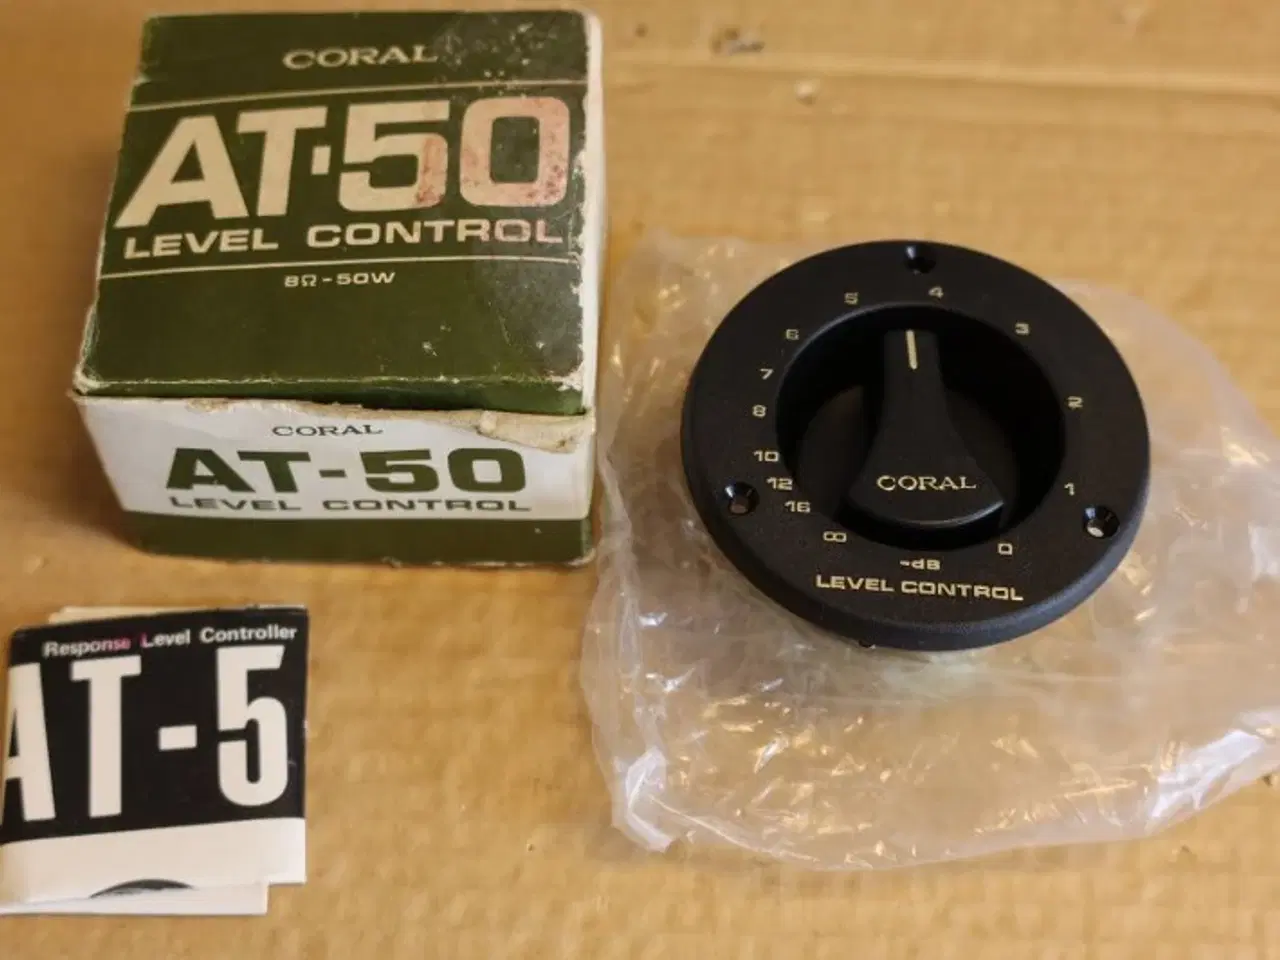 CORAL
AT-50
LEVEL CONTROL
8Ω-50W
CORAL
AT-50
LEVEL CONTROL
Response Level Controller
AT-5
5
4
3
6
7
2
8
10
12
1
16
∞
0
CORAL
-dB
LEVEL CONTROL